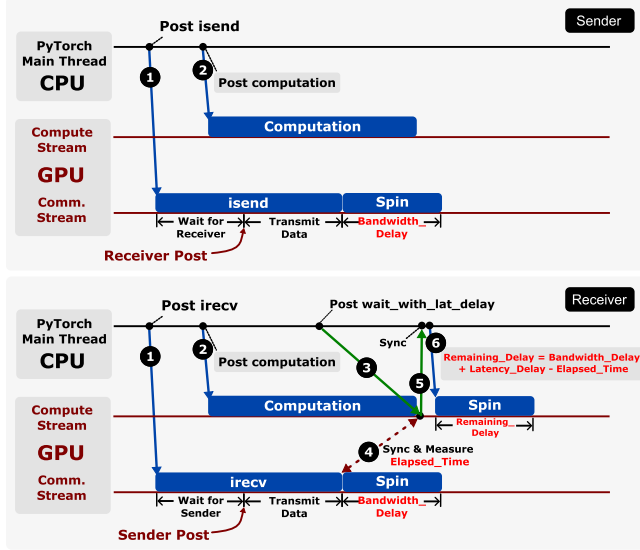 Sender
Post isend
PyTorch
Main Thread
CPU
1
2
Post computation
Compute
Stream
Computation
GPU
Comm.
Stream
isend
Spin
Wait for
Receiver
Transmit
Data
Bandwidth_
Delay
Receiver Post
Receiver
Post irecv
Post wait_with_lat_delay
PyTorch
Main Thread
CPU
1
2
Post computation
3
Sync
5
6
Remaining_Delay = Bandwidth_Delay
+ Latency_Delay - Elapsed_Time
Compute
Stream
Computation
Spin
Remaining_
Delay
GPU
4
Sync & Measure
Elapsed_Time
Comm.
Stream
irecv
Spin
Wait for
Sender
Transmit
Data
Bandwidth_
Delay
Sender Post